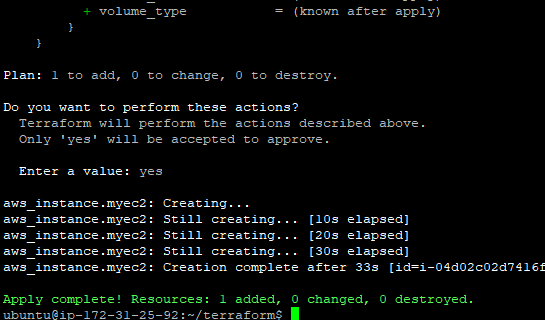 + volume_type = (known after apply)
}
}
Plan: 1 to add, 0 to change, 0 to destroy.
Do you want to perform these actions?
Terraform will perform the actions described above.
Only 'yes' will be accepted to approve.
Enter a value: yes
aws_instance.myec2: Creating...
aws_instance.myec2: Still creating... [10s elapsed]
aws_instance.myec2: Still creating... [20s elapsed]
aws_instance.myec2: Still creating... [30s elapsed]
aws_instance.myec2: Creation complete after 33s [id=i-04d02c02d7416f
Apply complete! Resources: 1 added, 0 changed, 0 destroyed.
ubuntu@ip-172-31-25-92:~/terraform$